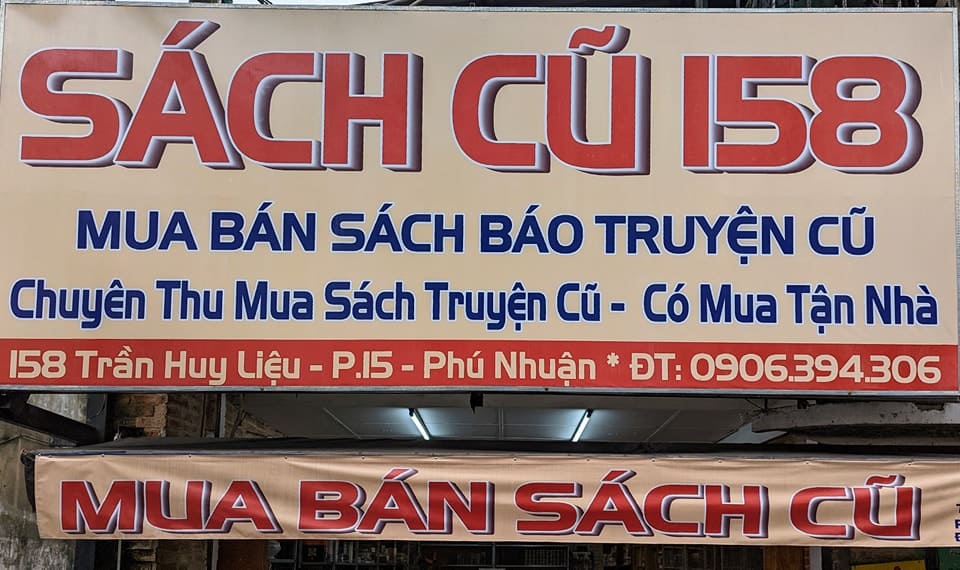 SÁCH CŨ 158
MUA BÁN SÁCH BÁO TRUYỆN CŨ
Chuyên Thu Mua Sách Truyện Cũ - Có Mua Tận Nhà
158 Trần Huy Liệu - P.15 - Phú Nhuận * ĐT: 0906.394.306
MUA BÁN SÁCH CŨ